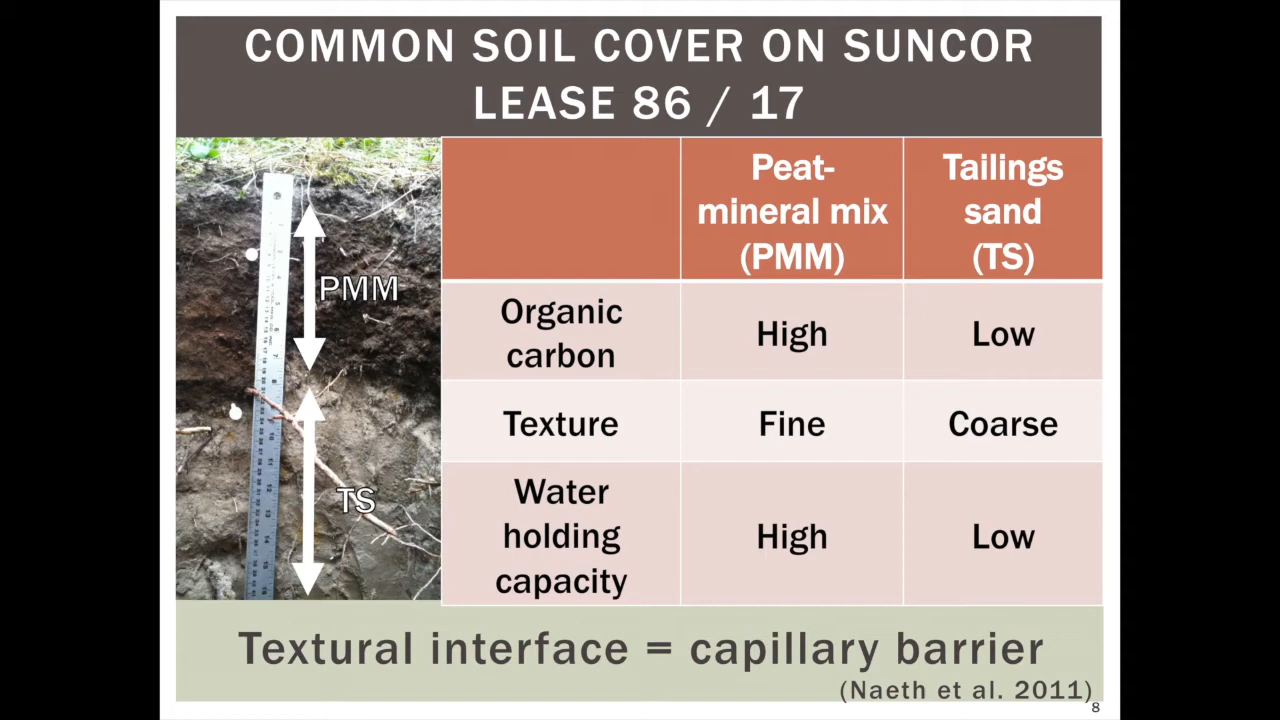 COMMON SOIL COVER ON SUNCOR
LEASE 86 / 17
PMM
TS
Peat-
mineral mix
(PMM)
Tailings
sand
(TS)
Organic
carbon
High
Low
Texture
Fine
Coarse
Water
holding
capacity
High
Low
Textural interface = capillary barrier
(Naeth et al. 2011)
8